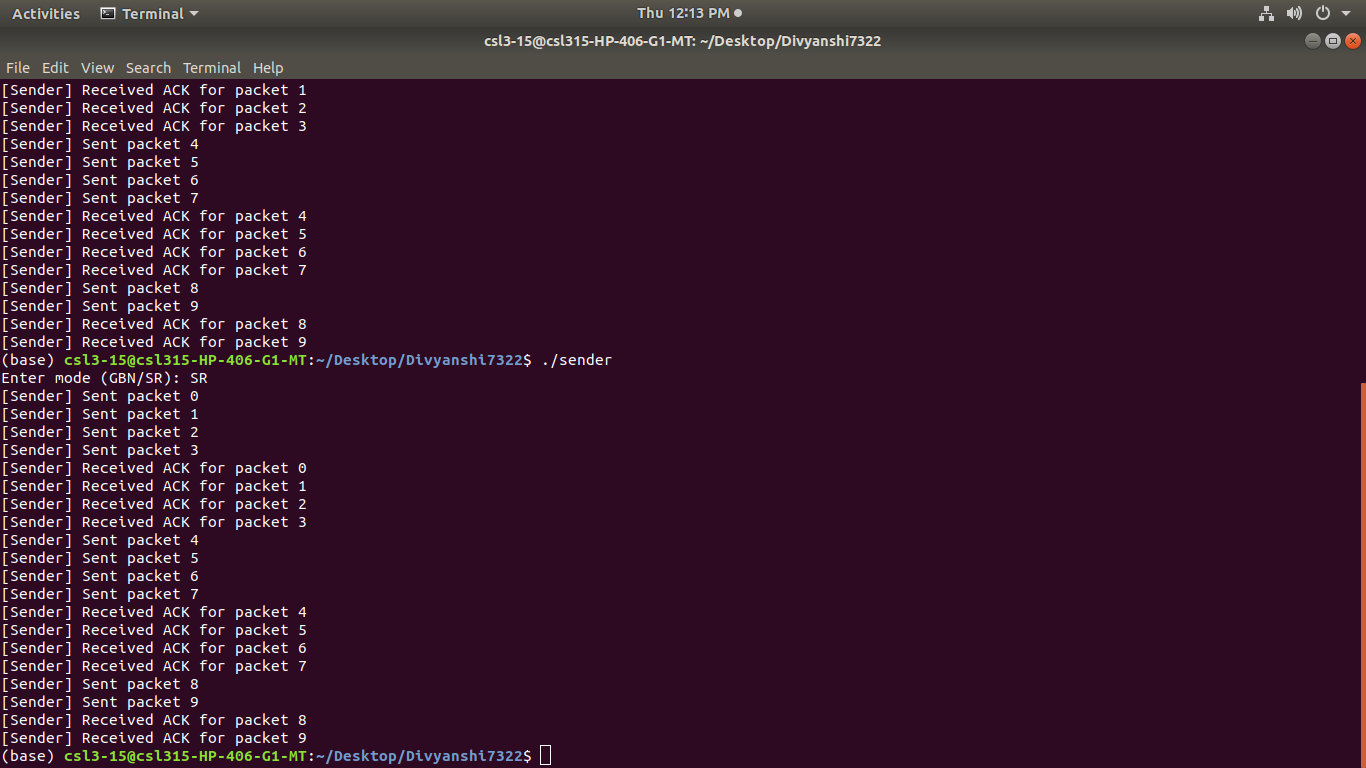 Activities Terminal Thu 12:13 PM
csl3-15@csl315-HP-406-G1-MT: ~/Desktop/Divyanshi7322
File Edit View Search Terminal Help
[Sender] Received ACK for packet 1
[Sender] Received ACK for packet 2
[Sender] Received ACK for packet 3
[Sender] Sent packet 4
[Sender] Sent packet 5
[Sender] Sent packet 6
[Sender] Sent packet 7
[Sender] Received ACK for packet 4
[Sender] Received ACK for packet 5
[Sender] Received ACK for packet 6
[Sender] Received ACK for packet 7
[Sender] Sent packet 8
[Sender] Sent packet 9
[Sender] Received ACK for packet 8
[Sender] Received ACK for packet 9
(base) csl3-15@csl315-HP-406-G1-MT:~/Desktop/Divyanshi7322$ ./sender
Enter mode (GBN/SR): SR
[Sender] Sent packet 0
[Sender] Sent packet 1
[Sender] Sent packet 2
[Sender] Sent packet 3
[Sender] Received ACK for packet 0
[Sender] Received ACK for packet 1
[Sender] Received ACK for packet 2
[Sender] Received ACK for packet 3
[Sender] Sent packet 4
[Sender] Sent packet 5
[Sender] Sent packet 6
[Sender] Sent packet 7
[Sender] Received ACK for packet 4
[Sender] Received ACK for packet 5
[Sender] Received ACK for packet 6
[Sender] Received ACK for packet 7
[Sender] Sent packet 8
[Sender] Sent packet 9
[Sender] Received ACK for packet 8
[Sender] Received ACK for packet 9
(base) csl3-15@csl315-HP-406-G1-MT:~/Desktop/Divyanshi7322$